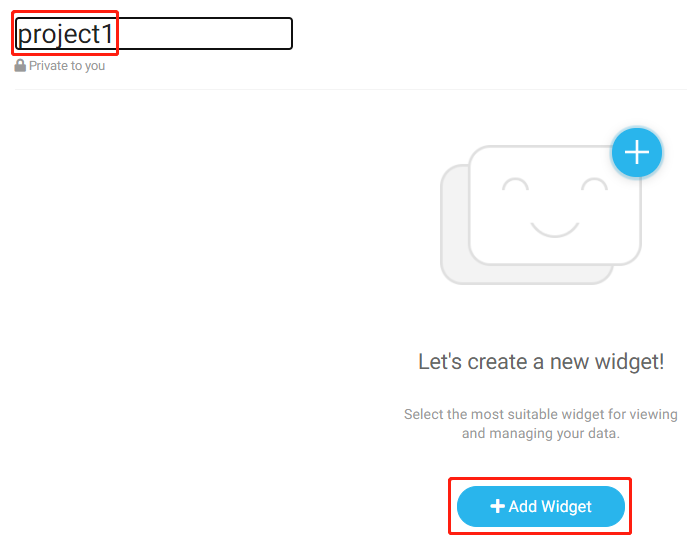 project1
Private to you
Let's create a new widget!
Select the most suitable widget for viewing
and managing your data.
Add Widget